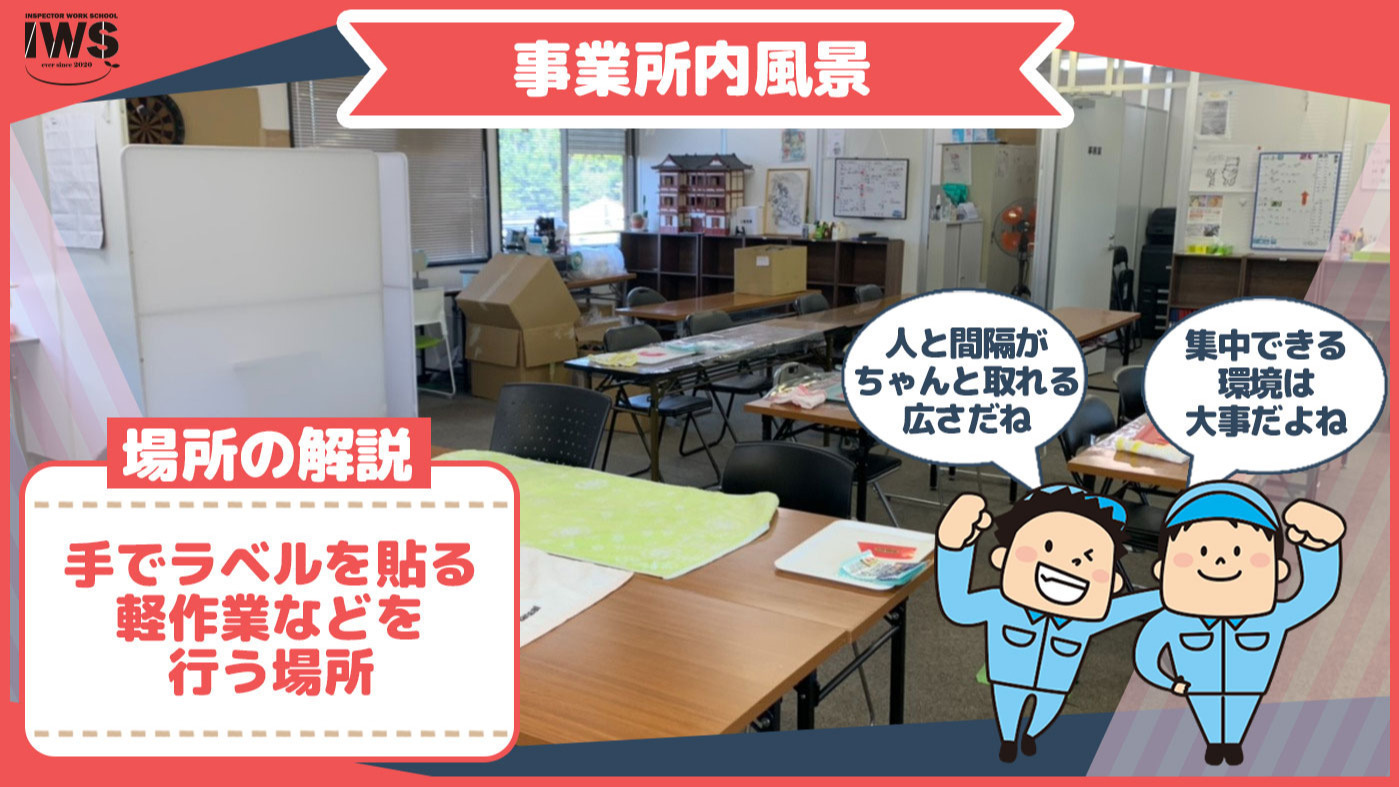 INSPECTOR WORK SCHOOL
IWS
ever since 2020
事業所内風景
人と間隔が
ちゃんと取れる
広さだね
集中できる
環境は
大事だよね
場所の解説
手でラベルを貼る
軽作業などを
行う場所